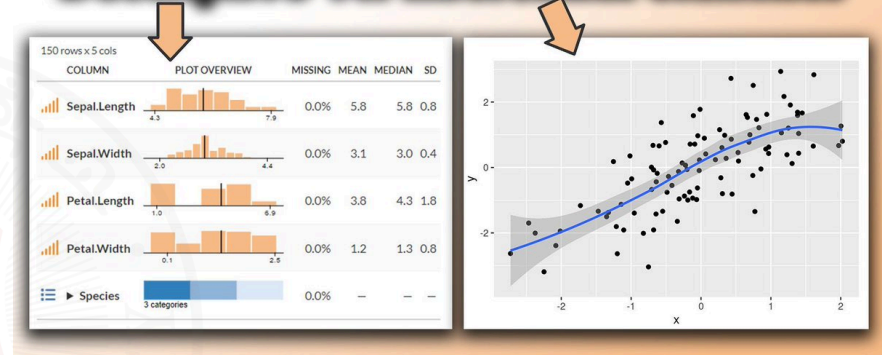 150 rows x 5 cols
COLUMN PLOT OVERVIEW MISSING MEAN MEDIAN SD
Sepal.Length 4.3 7.9 0.0% 5.8 5.8 0.8
Sepal.Width 2.0 4.4 0.0% 3.1 3.0 0.4
Petal.Length 1.0 6.9 0.0% 3.8 4.3 1.8
Petal.Width 0.1 2.5 0.0% 1.2 1.3 0.8
Species 3 categories 0.0% – – –
y
2
0
-2
-2 -1 0 1 2
x